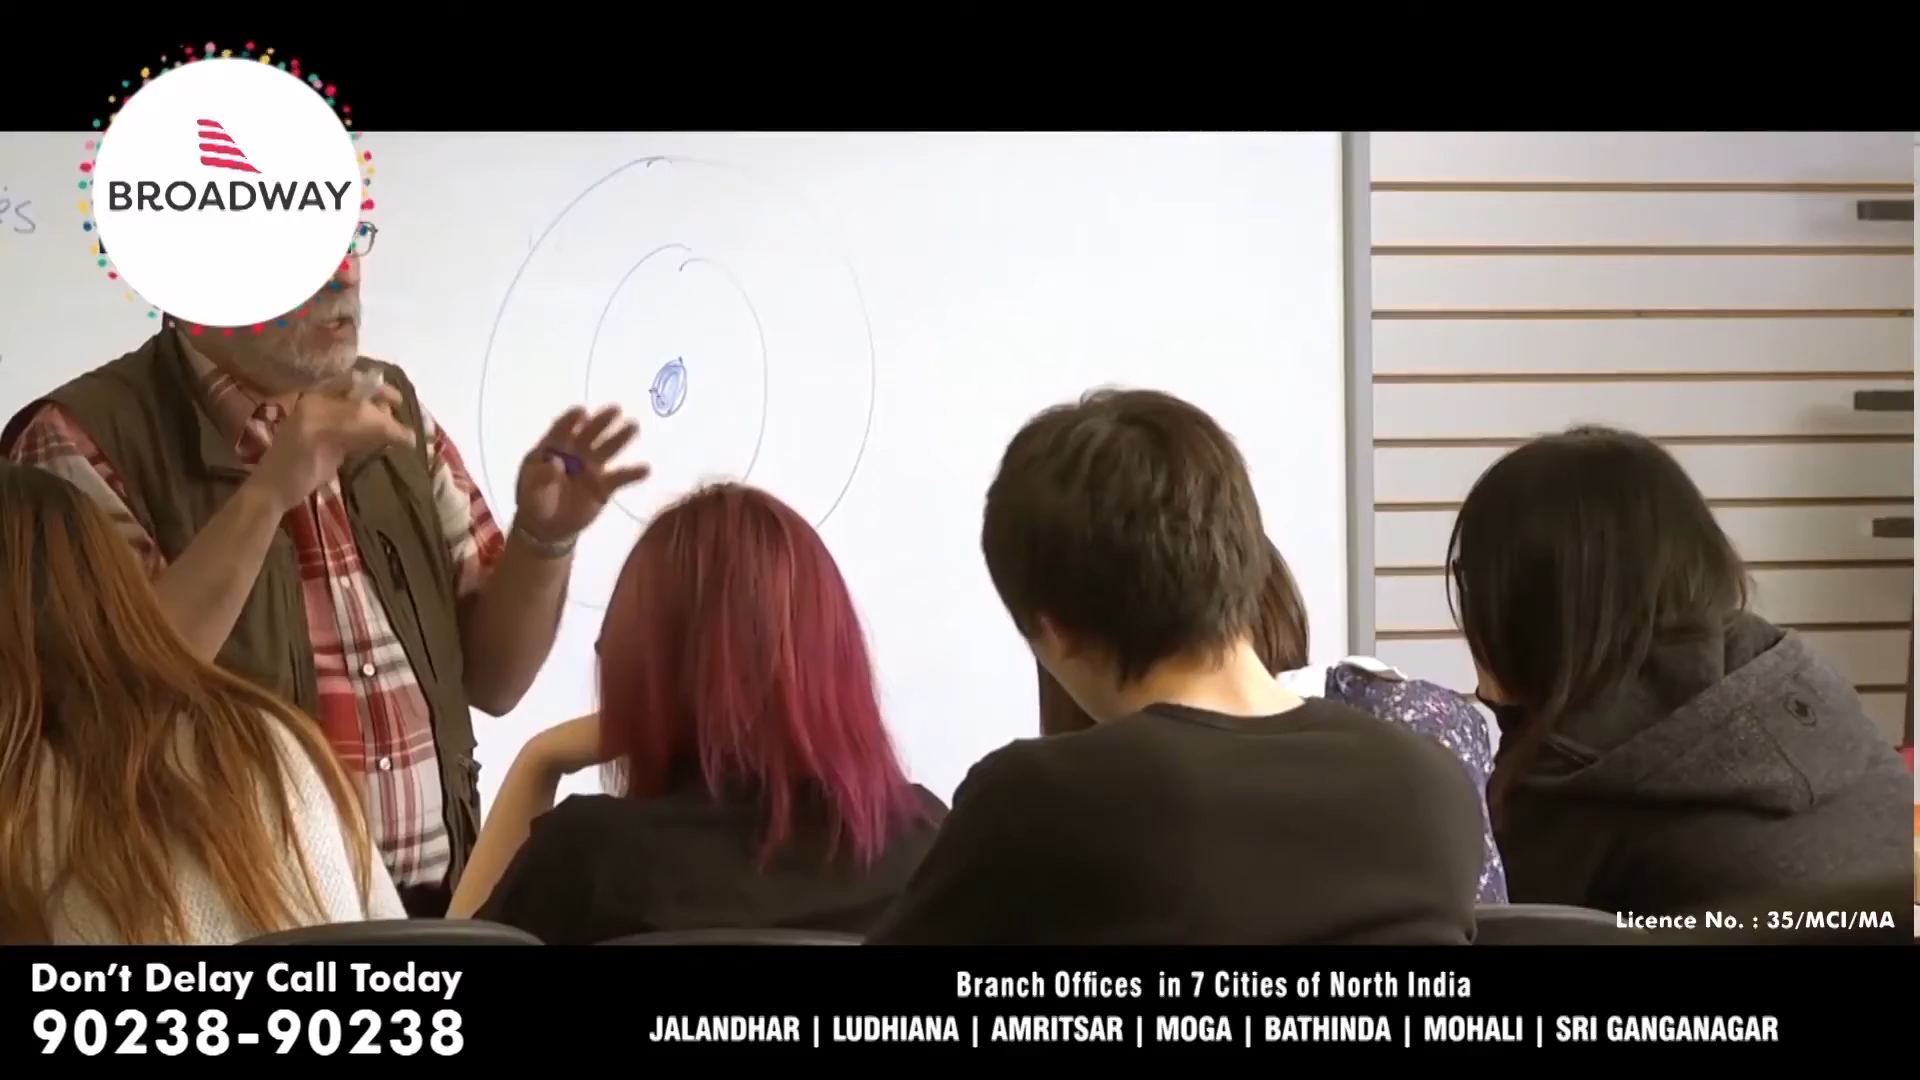 BROADWAY
es
Licence No. : 35/MCI/MA
Don't Delay Call Today
90238-90238
Branch Offices in 7 Cities of North India
JALANDHAR | LUDHIANA | AMRITSAR | MOGA | BATHINDA | MOHALI | SRI GANGANAGAR